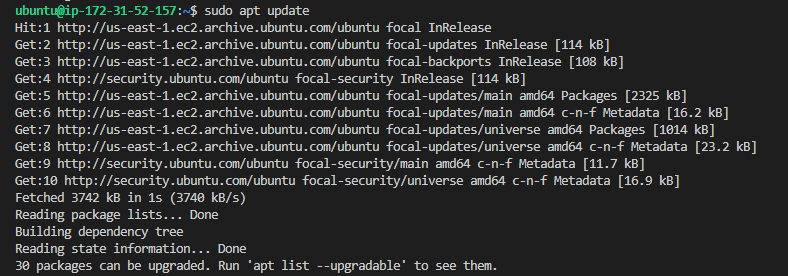 ubuntu@ip-172-31-52-157:~$ sudo apt update
Hit:1 http://us-east-1.ec2.archive.ubuntu.com/ubuntu focal InRelease
Get:2 http://us-east-1.ec2.archive.ubuntu.com/ubuntu focal-updates InRelease [114 kB]
Get:3 http://us-east-1.ec2.archive.ubuntu.com/ubuntu focal-backports InRelease [108 kB]
Get:4 http://security.ubuntu.com/ubuntu focal-security InRelease [114 kB]
Get:5 http://us-east-1.ec2.archive.ubuntu.com/ubuntu focal-updates/main amd64 Packages [2325 kB]
Get:6 http://us-east-1.ec2.archive.ubuntu.com/ubuntu focal-updates/main amd64 c-n-f Metadata [16.2 kB]
Get:7 http://us-east-1.ec2.archive.ubuntu.com/ubuntu focal-updates/universe amd64 Packages [1014 kB]
Get:8 http://us-east-1.ec2.archive.ubuntu.com/ubuntu focal-updates/universe amd64 c-n-f Metadata [23.2 kB]
Get:9 http://security.ubuntu.com/ubuntu focal-security/main amd64 c-n-f Metadata [11.7 kB]
Get:10 http://security.ubuntu.com/ubuntu focal-security/universe amd64 c-n-f Metadata [16.9 kB]
Fetched 3742 kB in 1s (3740 kB/s)
Reading package lists... Done
Building dependency tree
Reading state information... Done
30 packages can be upgraded. Run 'apt list --upgradable' to see them.